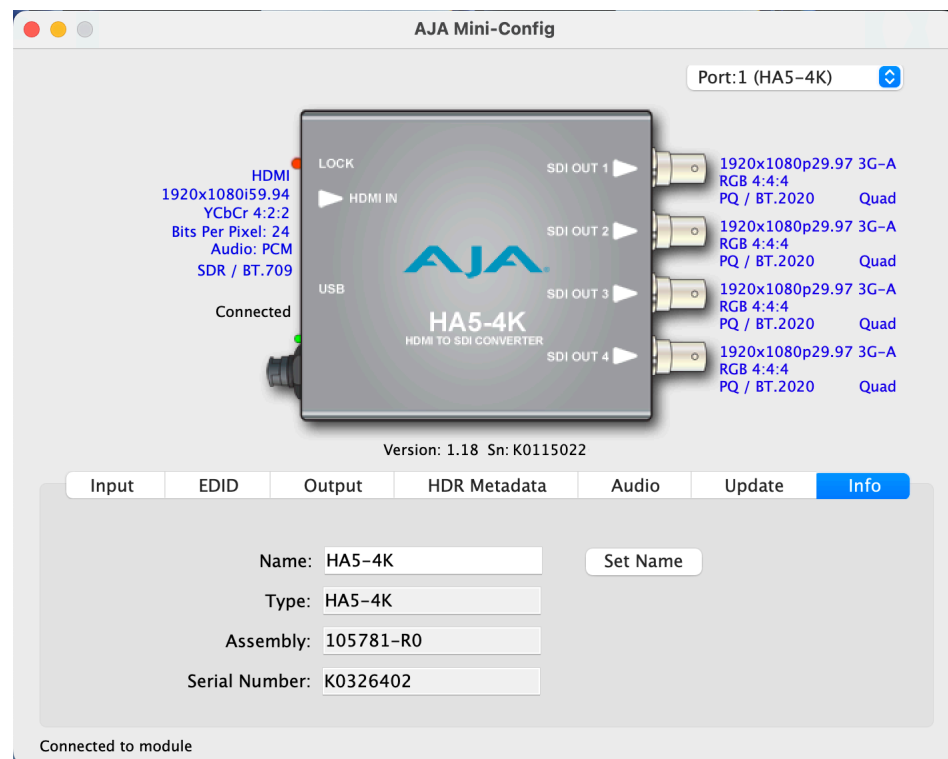 AJA Mini-Config
Port:1 (HA5-4K)
LOCK
HDMI
1920x1080i59.94
YCbCr 4:2:2
Bits Per Pixel: 24
Audio: PCM
SDR / BT.709
HDMI IN
USB
Connected
AJA
HA5-4K
HDMI TO SDI CONVERTER
SDI OUT 1
1920x1080p29.97 3G-A
RGB 4:4:4
PQ / BT.2020 Quad
SDI OUT 2
1920x1080p29.97 3G-A
RGB 4:4:4
PQ / BT.2020 Quad
SDI OUT 3
1920x1080p29.97 3G-A
RGB 4:4:4
PQ / BT.2020 Quad
SDI OUT 4
1920x1080p29.97 3G-A
RGB 4:4:4
PQ / BT.2020 Quad
Version: 1.18 Sn: K0115022
Input EDID Output HDR Metadata Audio Update Info
Name: HA5-4K Set Name
Type: HA5-4K
Assembly: 105781-R0
Serial Number: K0326402
Connected to module